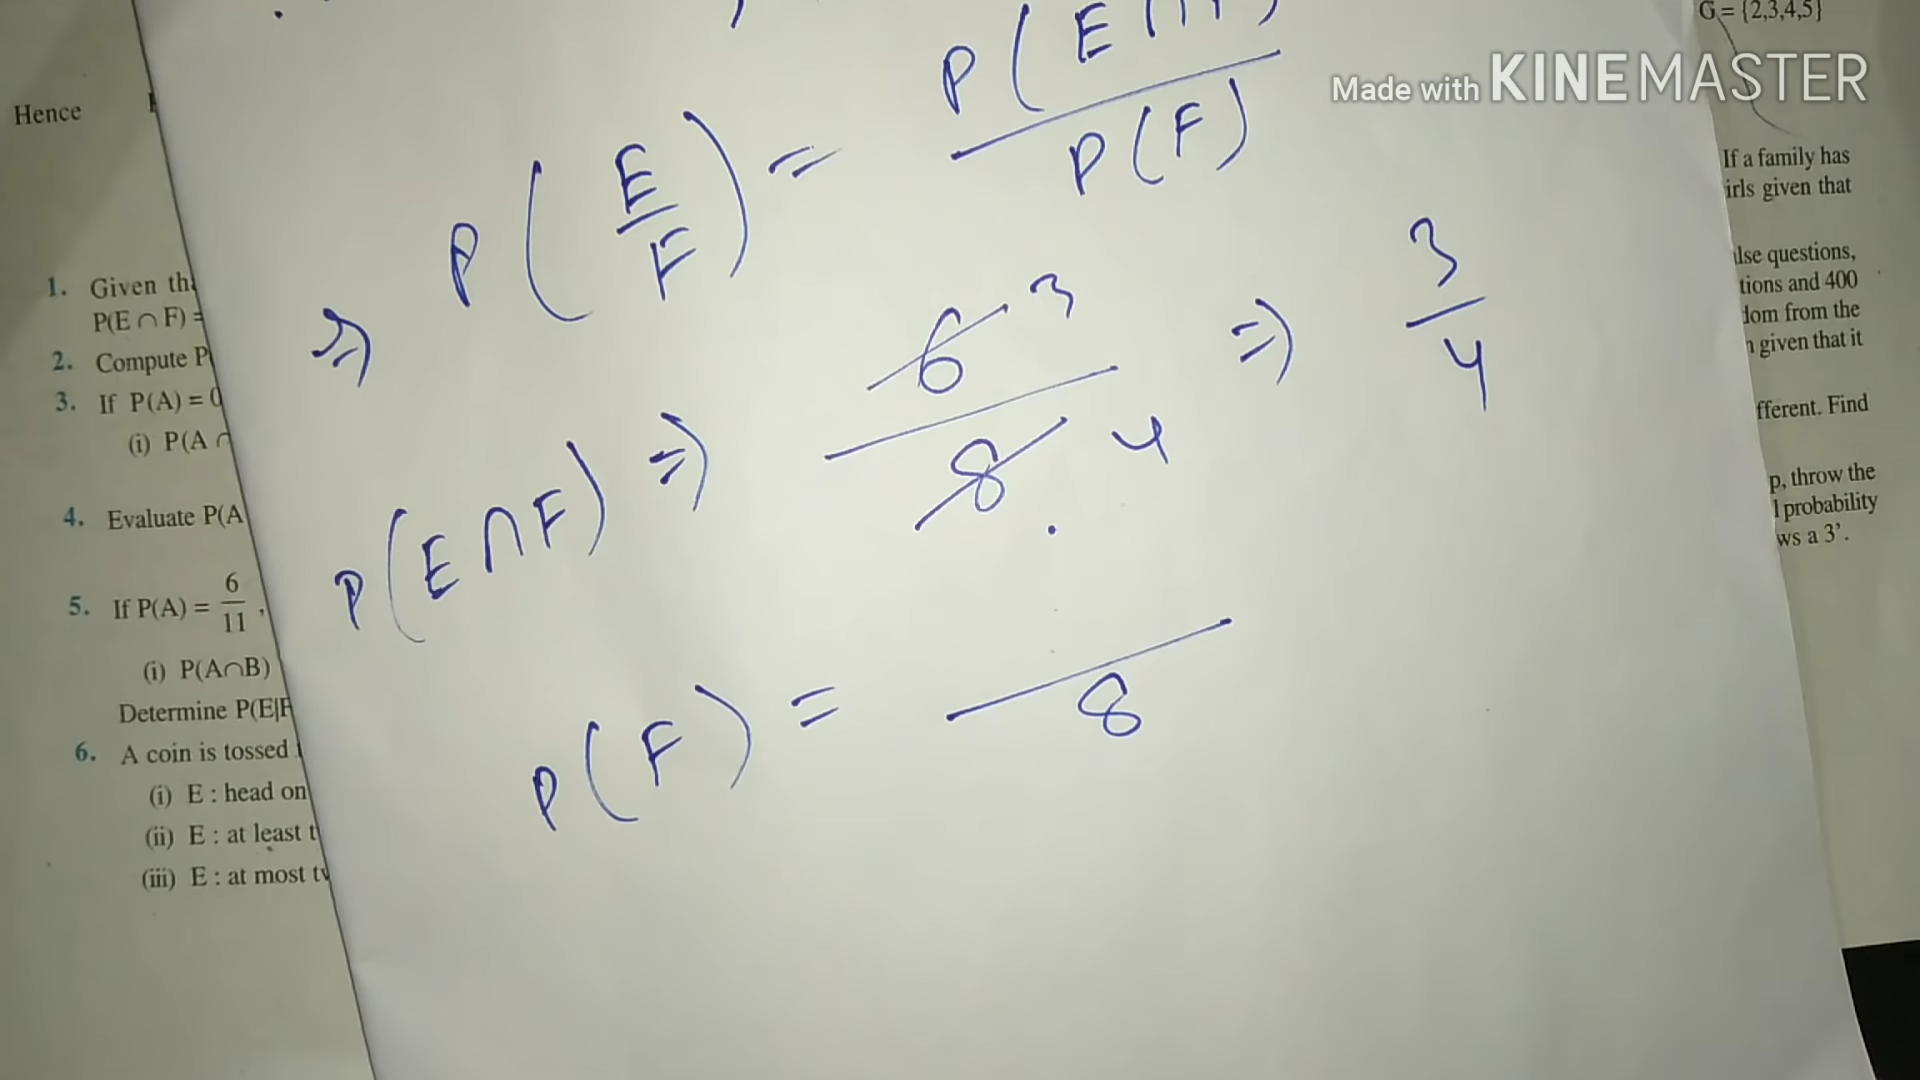 G = {2,3,4,5}
Made with KINEMASTER
Hence
P(E
P(F)
P(E/F) =
6 3
8 4
=> 3/4
P(E∩F) =>
P(F) =
8
1. Given
P(E ∩ F) =
2. Compute P
3. If P(A) = 0
(i) P(A ∩
4. Evaluate P(A
5. If P(A) = 6/11 ,
(i) P(A∩B)
Determine P(E|F
6. A coin is tossed
(i) E : head on
(ii) E : at least t
(iii) E : at most tw
If a family has
irls given that
lse questions,
tions and 400
dom from the
given that it
fferent. Find
p, throw the
probability
ws a 3’.